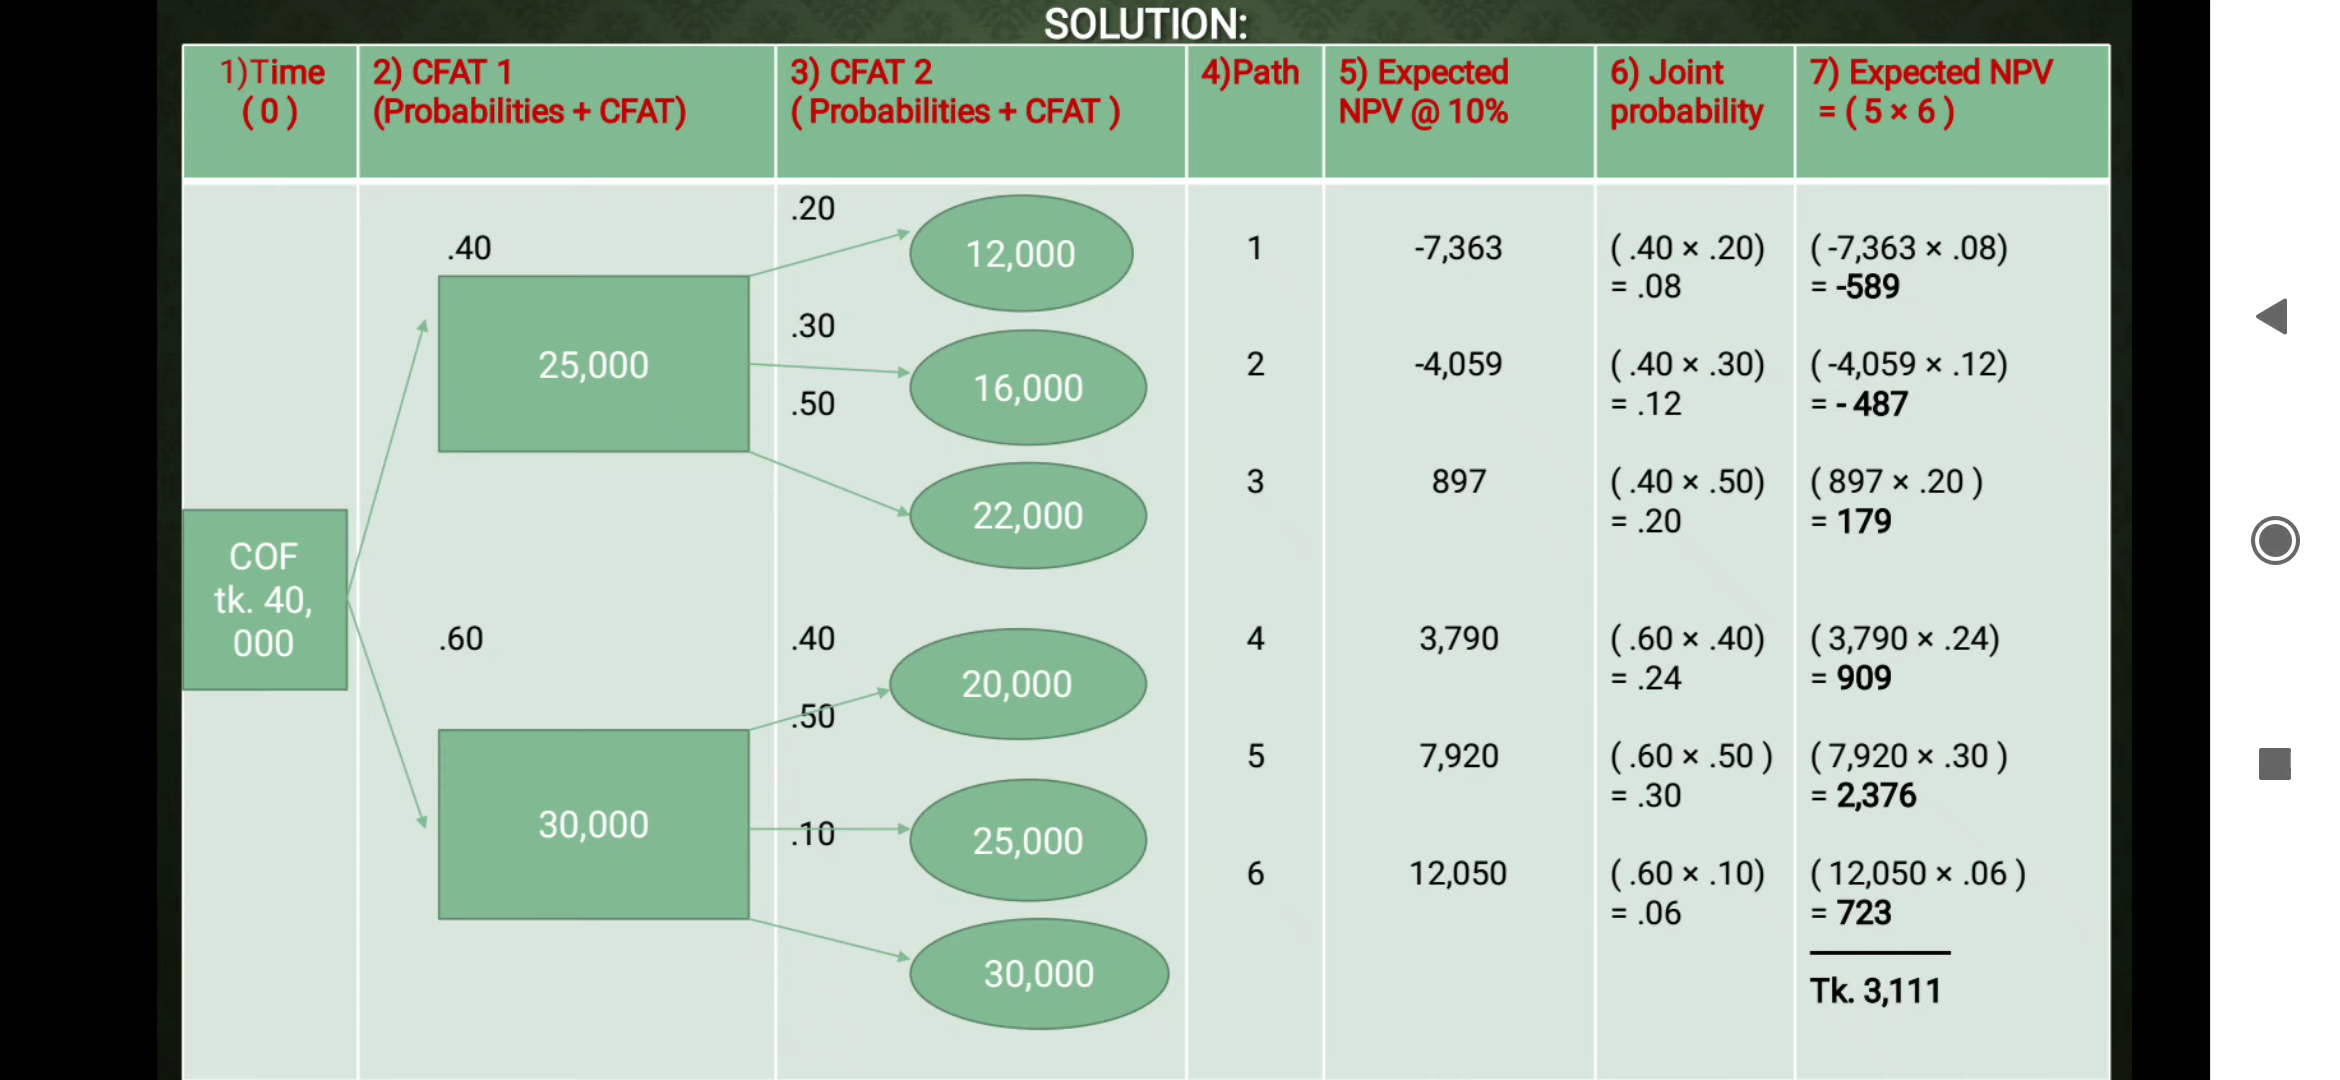 SOLUTION:
1)Time
( 0 )
2) CFAT 1
(Probabilities + CFAT)
3) CFAT 2
( Probabilities + CFAT )
4)Path
5) Expected
NPV @ 10%
6) Joint
probability
7) Expected NPV
= ( 5 × 6 )
COF
tk. 40,
000
.40
25,000
.60
30,000
.20
12,000
.30
16,000
.50
22,000
.40
20,000
.50
25,000
.10
30,000
1
-7,363
( .40 × .20)
= .08
( -7,363 × .08)
= -589
2
-4,059
( .40 × .30)
= .12
( -4,059 × .12)
= - 487
3
897
( .40 × .50)
= .20
( 897 × .20 )
= 179
4
3,790
( .60 × .40)
= .24
( 3,790 × .24)
= 909
5
7,920
( .60 × .50 )
= .30
( 7,920 × .30 )
= 2,376
6
12,050
( .60 × .10)
= .06
( 12,050 × .06 )
= 723
Tk. 3,111